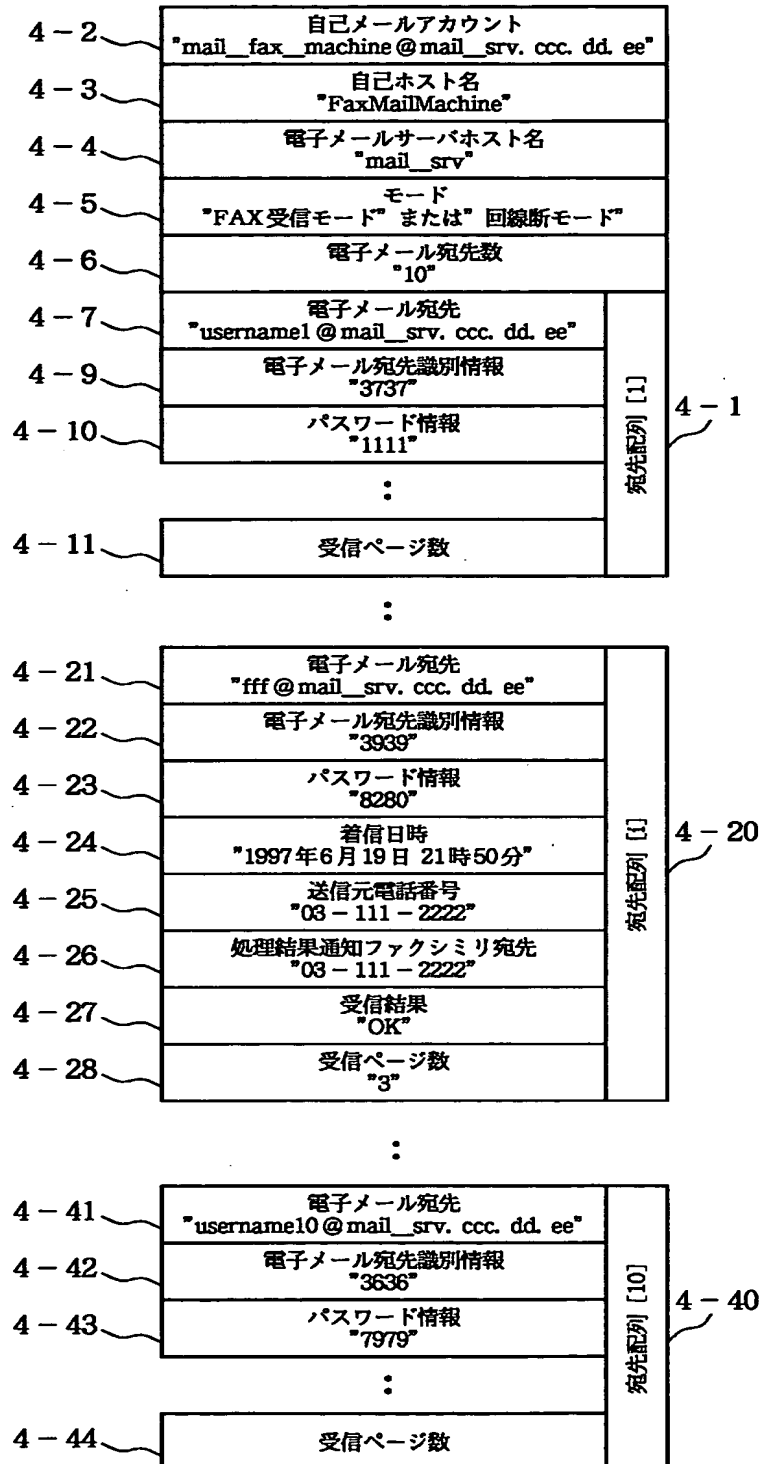 4－2
自己メールアカウント
"mail__fax__machine@mail__srv. ccc. dd. ee"
4－3
自己ホスト名
"FaxMailMachine"
4－4
電子メールサーバホスト名
"mail__srv"
4－5
モード
"FAX受信モード" または" 回線断モード"
4－6
電子メール宛先数
"10"
4－7
電子メール宛先
"username1@mail__srv. ccc. dd. ee"
4－9
電子メール宛先識別情報
"3737"
4－10
パスワード情報
"1111"
:
4－11
受信ページ数
宛先配列 [1]
4－1
:
4－21
電子メール宛先
"fff@mail__srv. ccc. dd. ee"
4－22
電子メール宛先識別情報
"3939"
4－23
パスワード情報
"8280"
4－24
着信日時
"1997年6月19日 21時50分"
4－25
送信元電話番号
"03－111－2222"
4－26
処理結果通知ファクシミリ宛先
"03－111－2222"
4－27
受信結果
"OK"
4－28
受信ページ数
"3"
宛先配列 [i]
4－20
:
4－41
電子メール宛先
"username10@mail__srv. ccc. dd. ee"
4－42
電子メール宛先識別情報
"3636"
4－43
パスワード情報
"7979"
:
4－44
受信ページ数
宛先配列 [10]
4－40